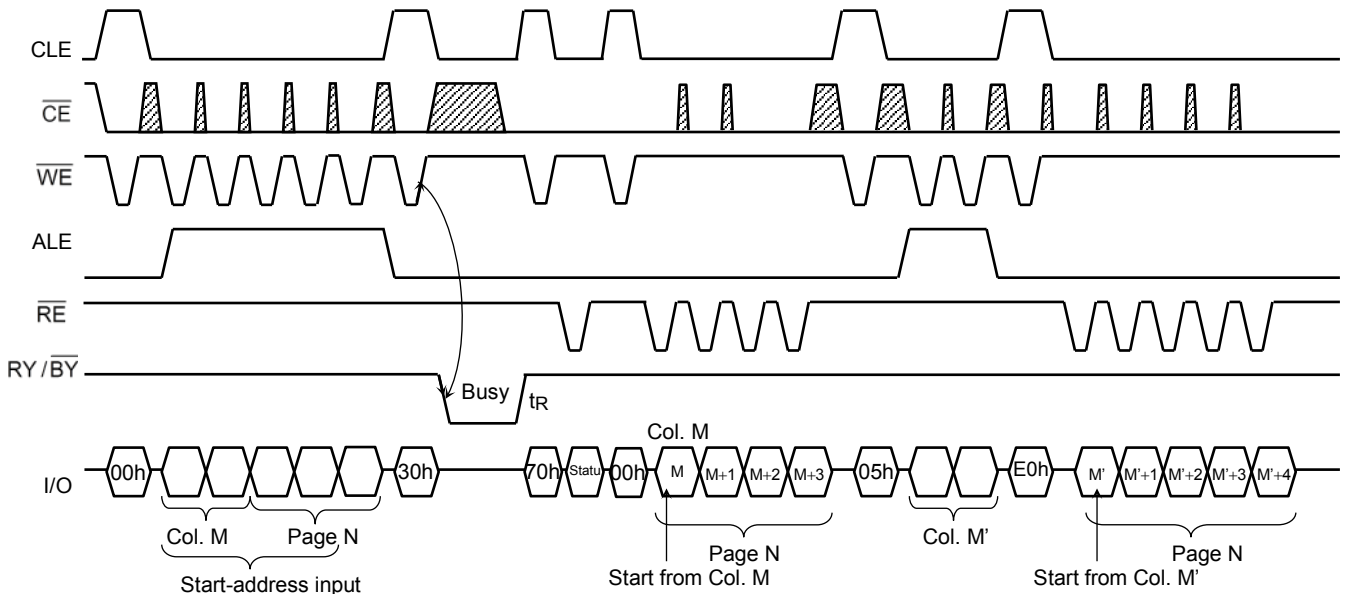 CLE
CE
WE
ALE
RE
RY/BY
Busy
tR
Col. M
I/O
00h
30h
70h
Statu
00h
M
M+1
M+2
M+3
05h
E0h
M'
M'+1
M'+2
M'+3
M'+4
Col. M
Page N
Col. M’
Page N
Page N
Start-address input
Start from Col. M
Start from Col. M’